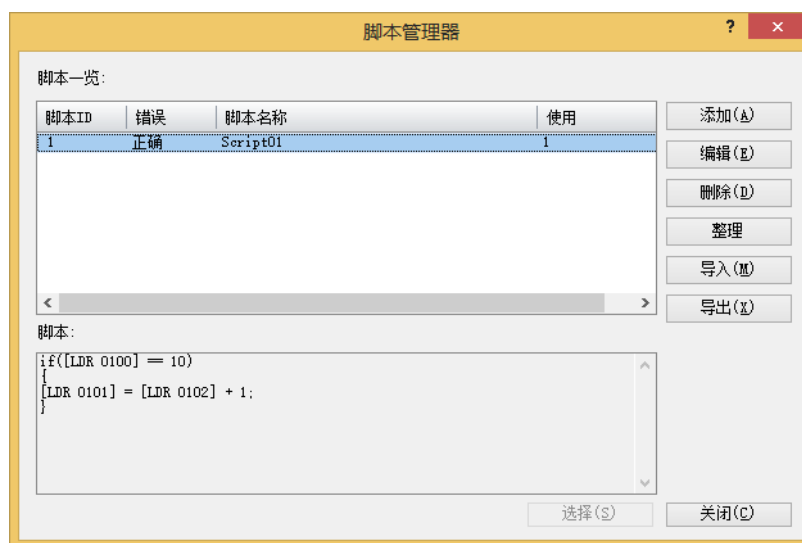 脚本管理器 ? ×
脚本一览:
脚本ID 错误 脚本名称 使用
1 正确 Script01 1
添加(A)
编辑(E)
删除(D)
整理
导入(M)
导出(X)
脚本:
if([LDR 0100] == 10)
{
[LDR 0101] = [LDR 0102] + 1;
}
选择(S) 关闭(C)